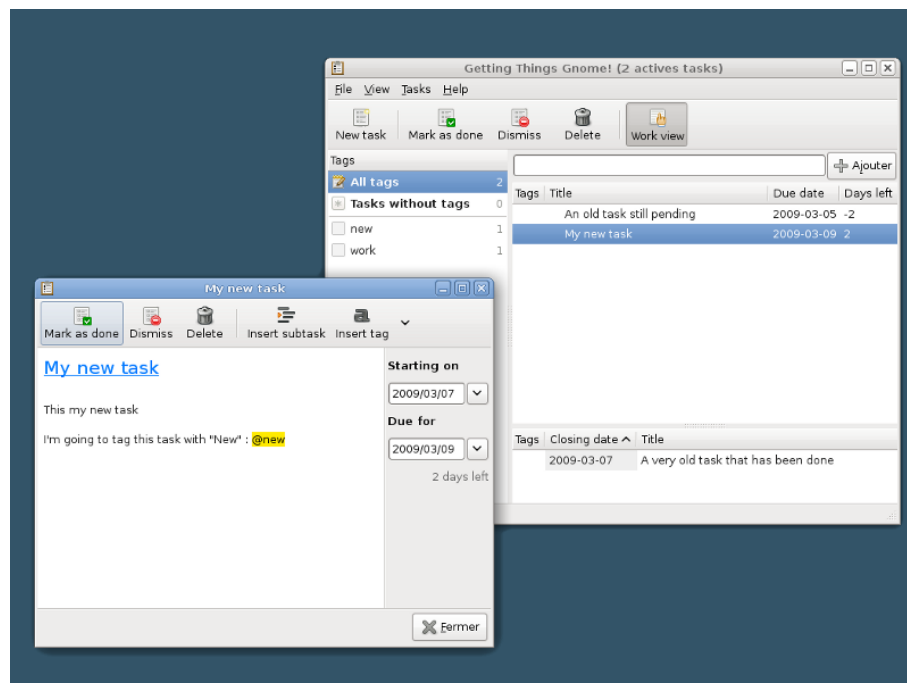 Getting Things Gnome! (2 actives tasks)
File View Tasks Help
New task Mark as done Dismiss Delete Work view
Tags
All tags 2
Tasks without tags 0
new 1
work 1
Ajouter
Tags Title Due date Days left
An old task still pending 2009-03-05 -2
My new task 2009-03-09 2
Tags Closing date Title
2009-03-07 A very old task that has been done
My new task
Mark as done Dismiss Delete Insert subtask Insert tag
My new task
This my new task
I'm going to tag this task with "New" : @new
Starting on
2009/03/07
Due for
2009/03/09
2 days left
Fermer